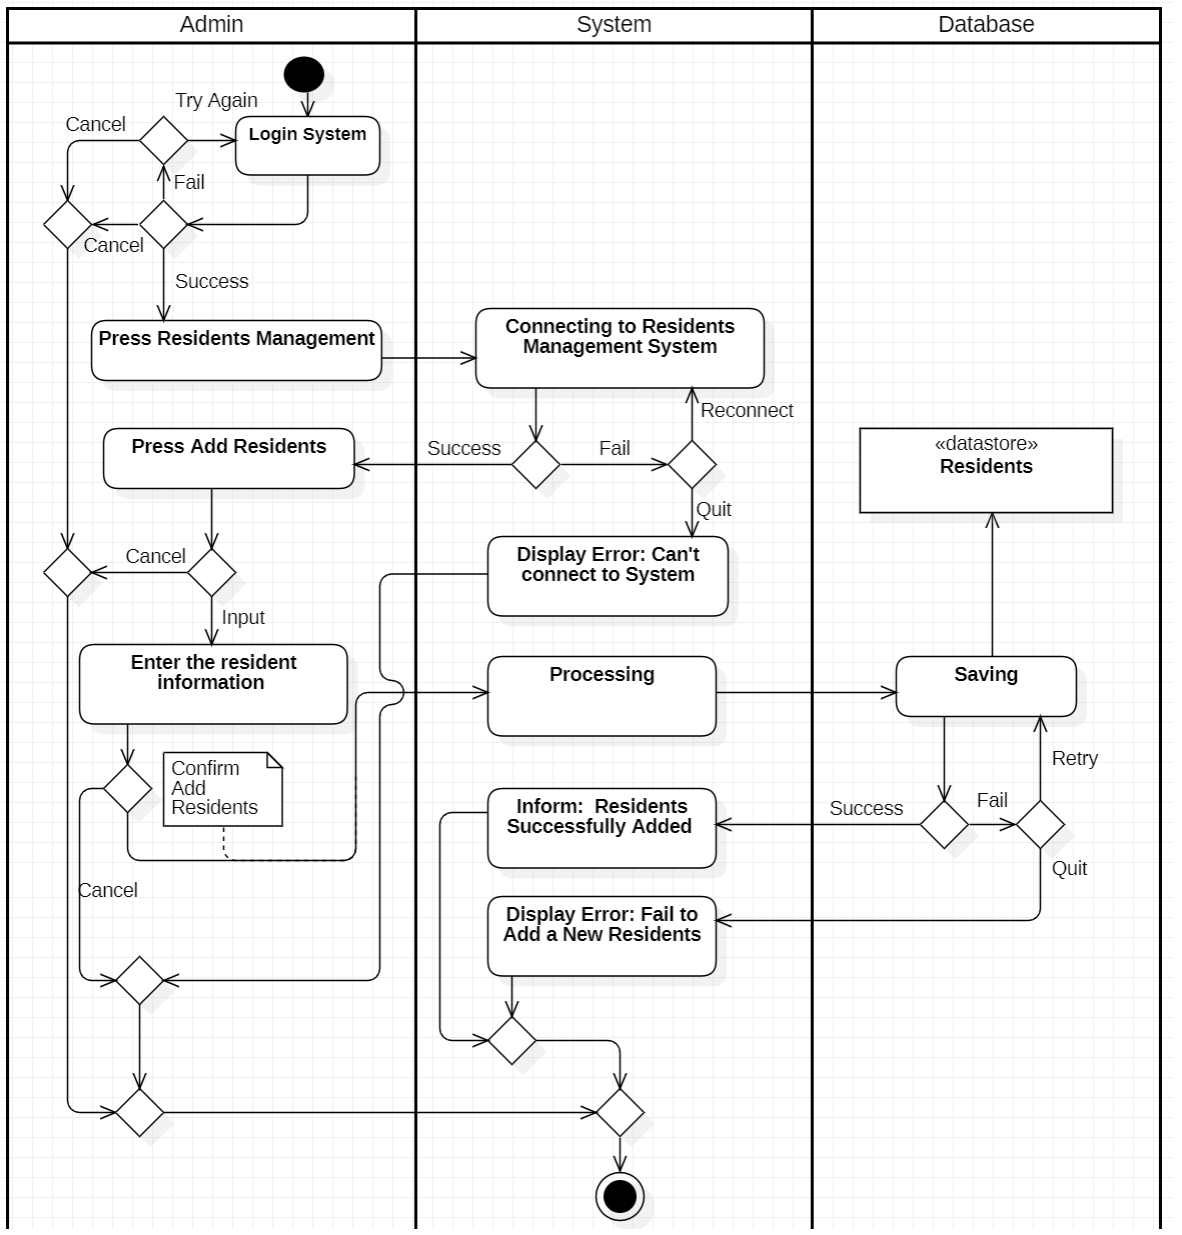 Admin
System
Database
Try Again
Cancel
Login System
Fail
Cancel
Success
Press Residents Management
Connecting to Residents
Management System
Reconnect
Press Add Residents
Success
Fail
«datastore»
Residents
Quit
Cancel
Display Error: Can't
connect to System
Input
Enter the resident
information
Processing
Saving
Confirm
Add
Residents
Retry
Inform:  Residents
Successfully Added
Success
Fail
Quit
Cancel
Display Error: Fail to
Add a New Residents